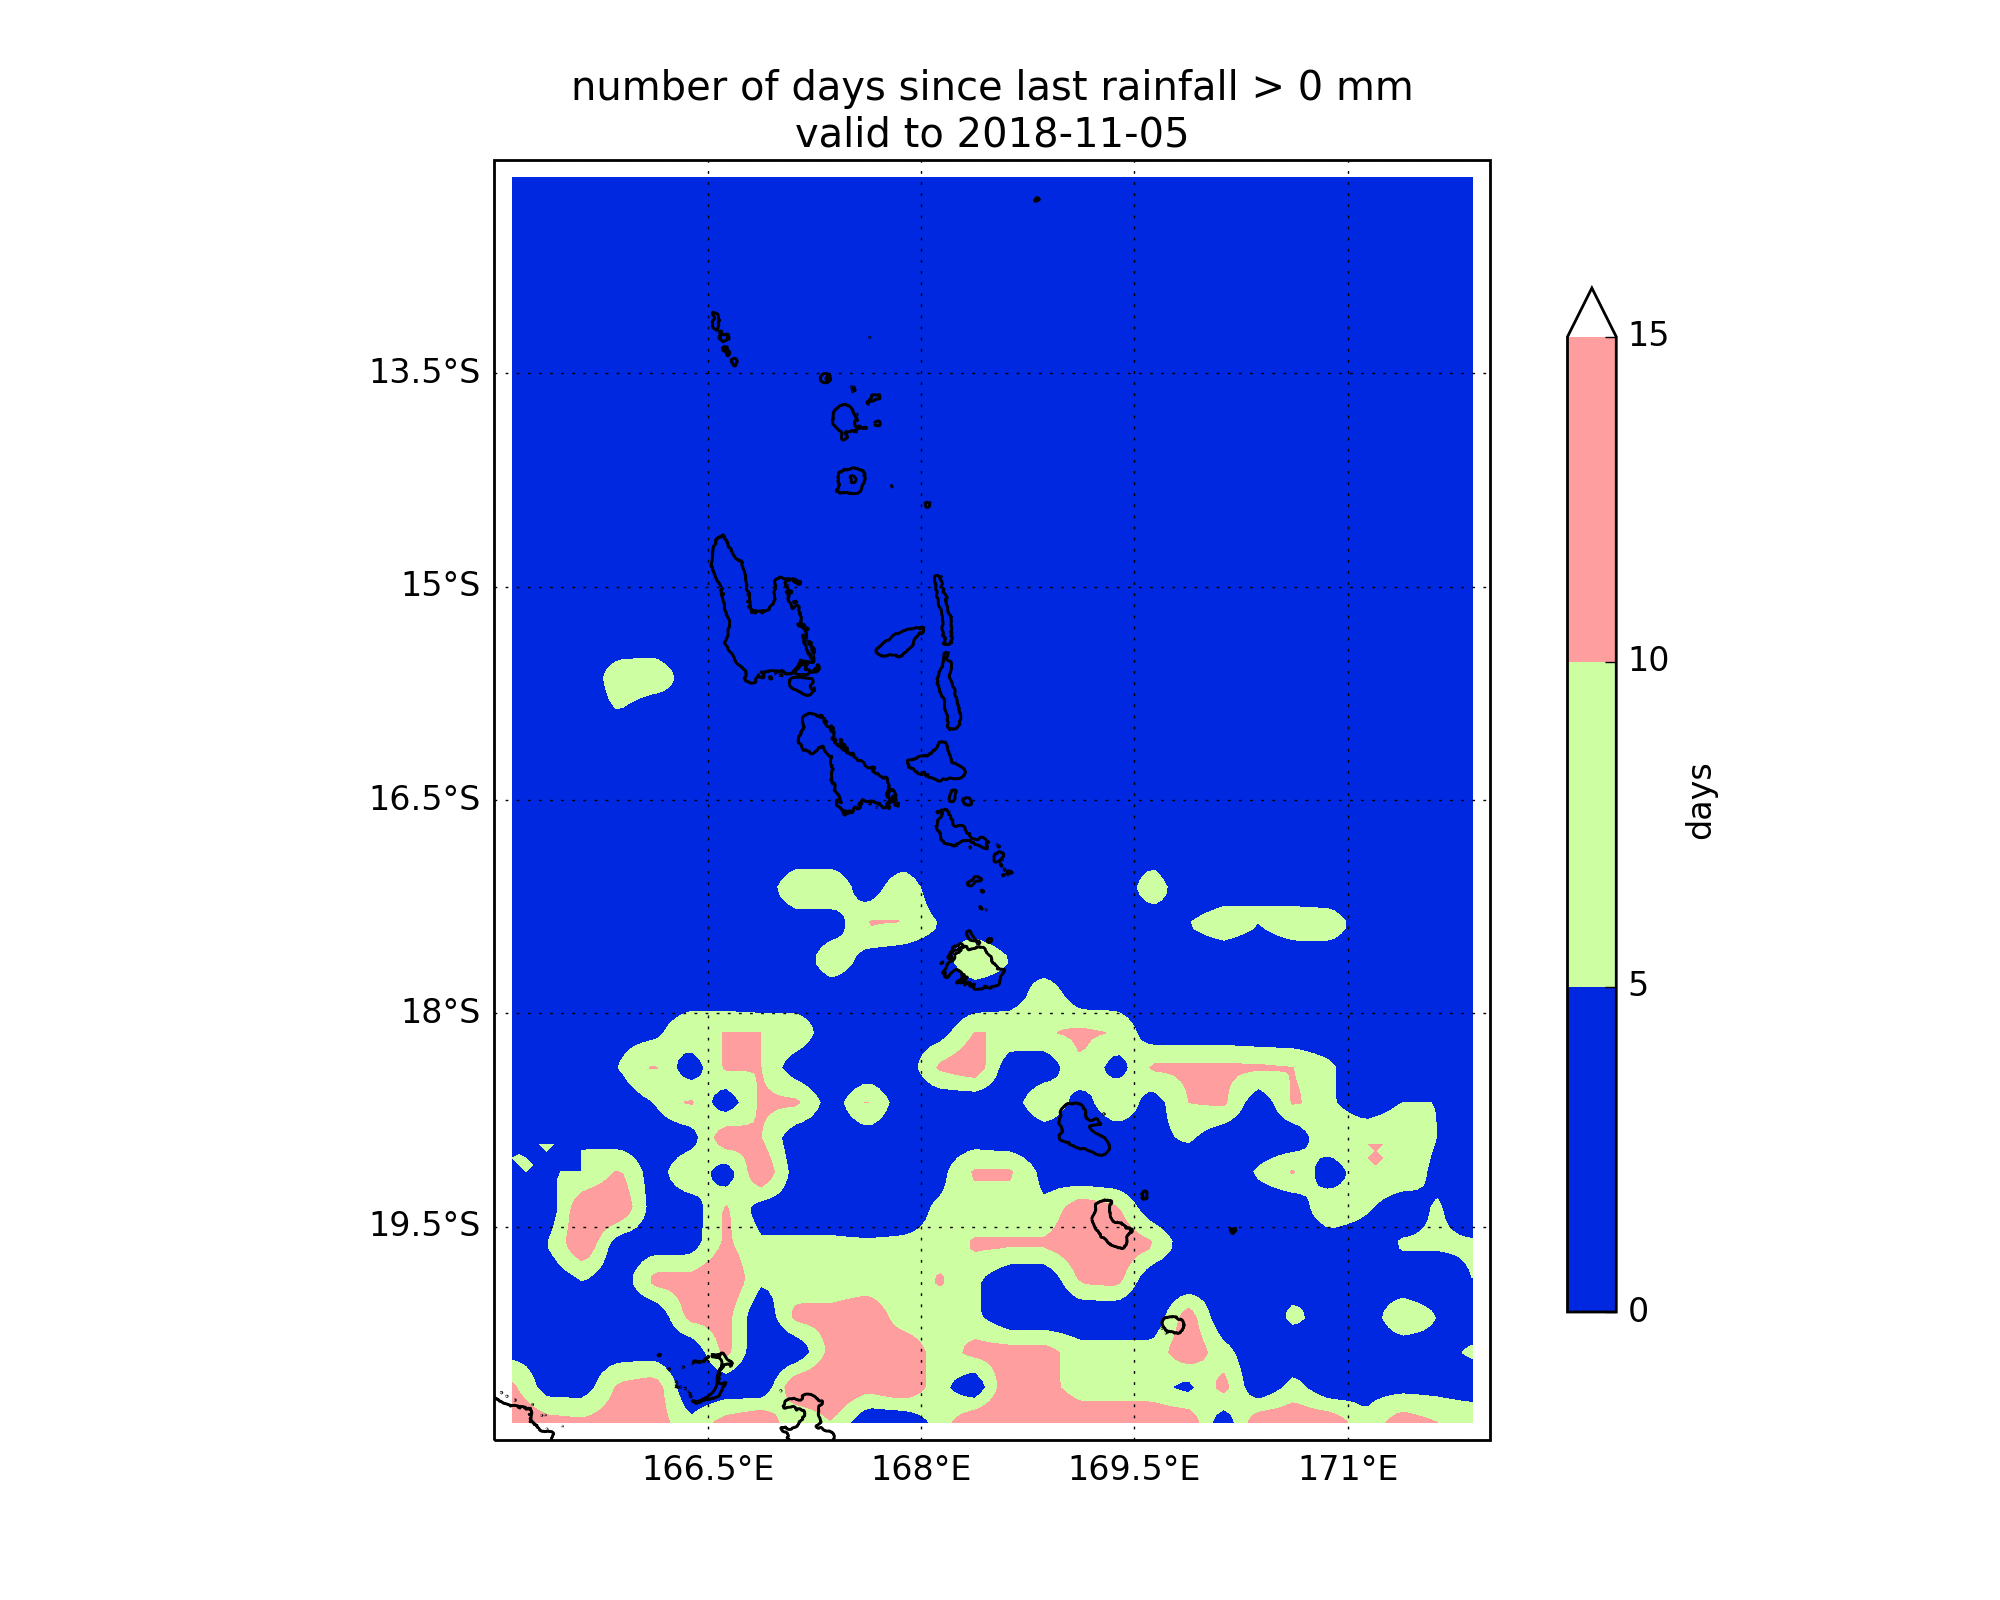 number of days since last rainfall > 0 mm
valid to 2018-11-05
13.5°S
15°S
16.5°S
18°S
19.5°S
166.5°E
168°E
169.5°E
171°E
15
10
5
0
days